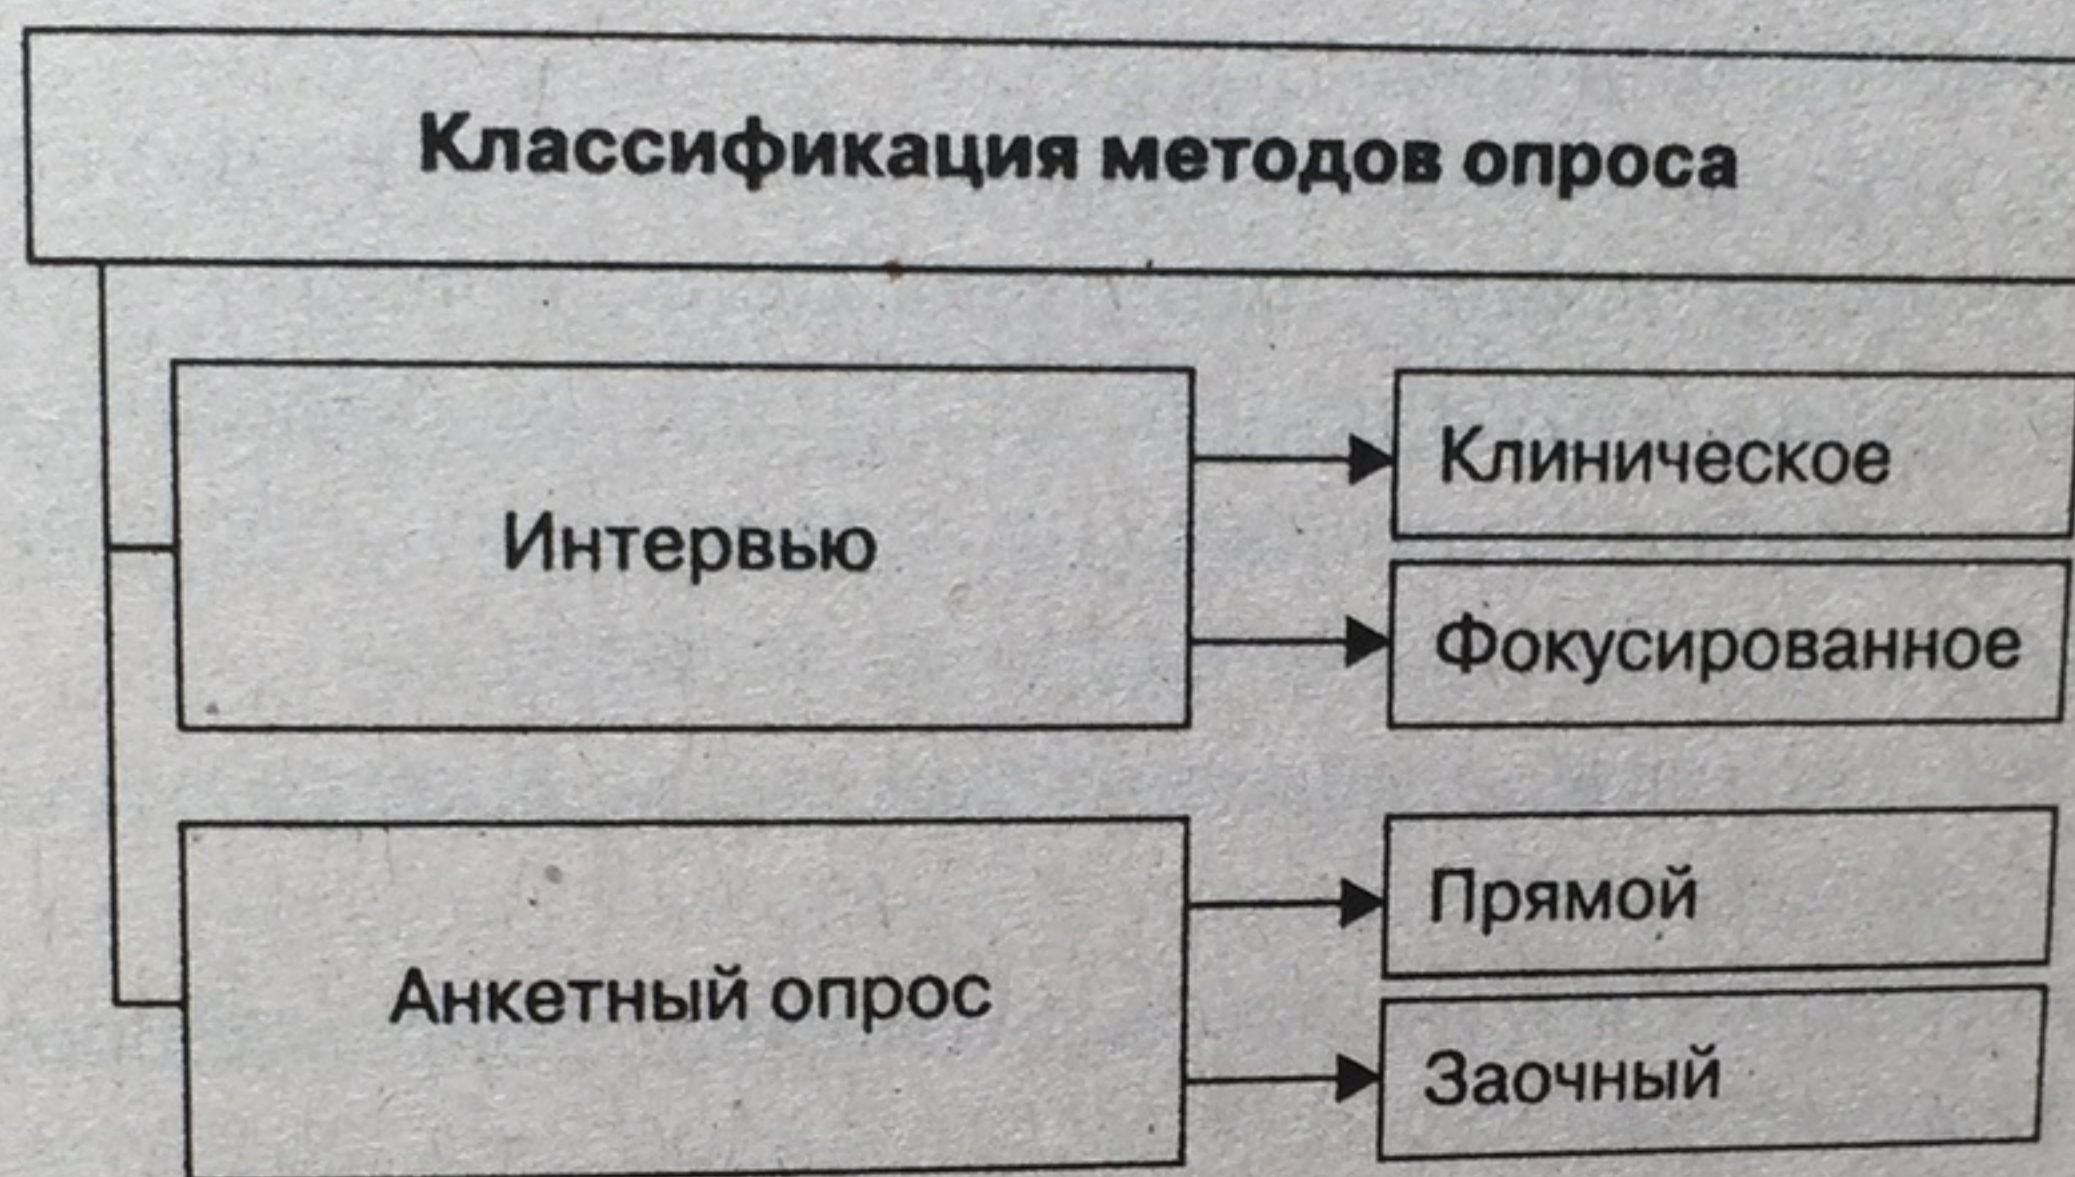 Классификация методов опроса
Интервью
Клиническое
Фокусированное
Анкетный опрос
Прямой
Заочный